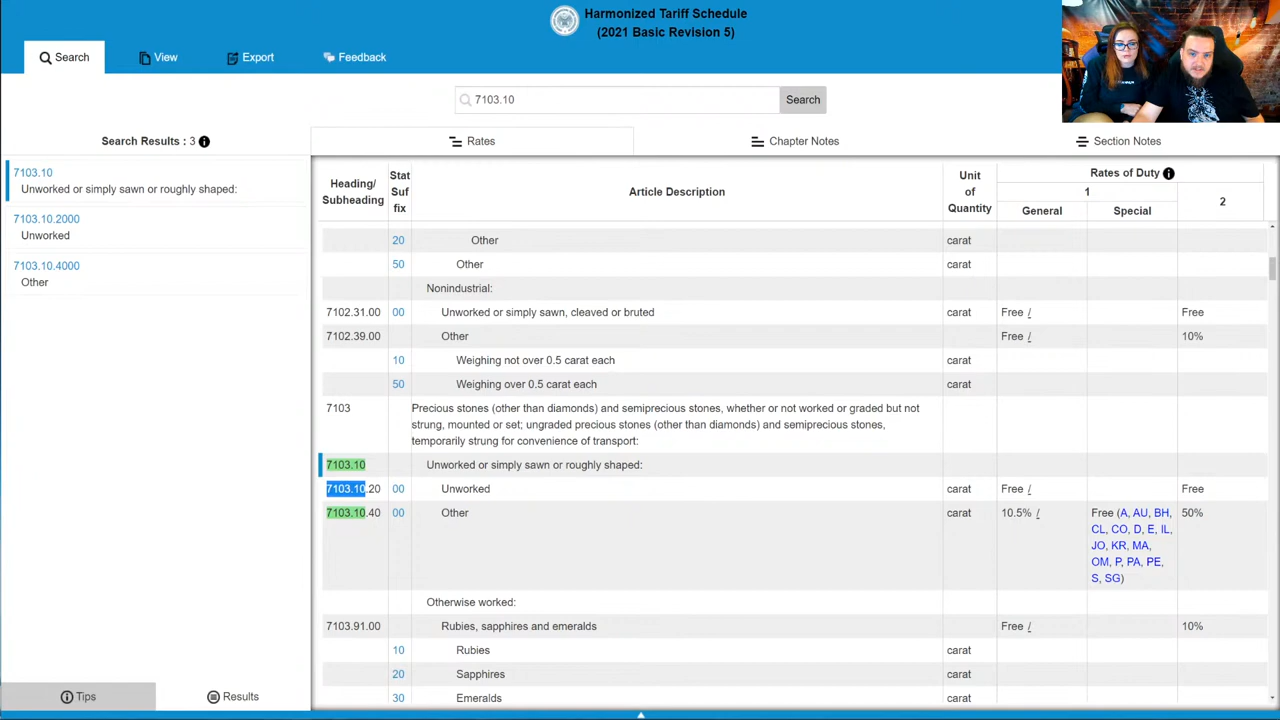 Harmonized Tariff Schedule
(2021 Basic Revision 5)
Search
View
Export
Feedback
7103.10
Search
Search Results : 3
Rates
Chapter Notes
Section Notes
7103.10
Unworked or simply sawn or roughly shaped:
7103.10.2000
Unworked
7103.10.4000
Other
Heading/
Subheading
Stat
Suf
fix
Article Description
Unit
of
Quantity
Rates of Duty
1
2
General
Special
20 Other carat
50 Other carat
Nonindustrial:
7102.31.00 00 Unworked or simply sawn, cleaved or bruted carat Free / Free
7102.39.00 Other Free / 10%
10 Weighing not over 0.5 carat each carat
50 Weighing over 0.5 carat each carat
7103 Precious stones (other than diamonds) and semiprecious stones, whether or not worked or graded but not
strung, mounted or set; ungraded precious stones (other than diamonds) and semiprecious stones,
temporarily strung for convenience of transport:
7103.10 Unworked or simply sawn or roughly shaped:
7103.10.20 00 Unworked carat Free / Free
7103.10.40 00 Other carat 10.5% / Free (A, AU, BH, 50%
CL, CO, D, E, IL,
JO, KR, MA,
OM, P, PA, PE,
S, SG)
Otherwise worked:
7103.91.00 Rubies, sapphires and emeralds Free / 10%
10 Rubies carat
20 Sapphires carat
30 Emeralds carat
Tips
Results